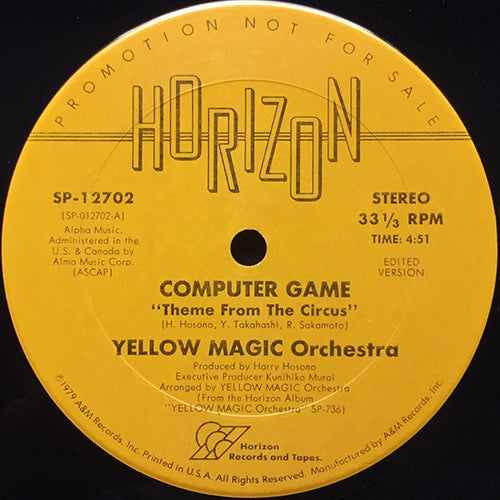 PROMOTION NOT FOR SALE
HORIZON
SP-12702
(SP-012702-A)
Alpha Music.
Administered in the
U.S. & Canada by
Almo Music Corp.
(ASCAP)
STEREO
33 1/3 RPM
TIME: 4:51
EDITED
VERSION
COMPUTER GAME
"Theme From The Circus"
(H. Hosono, Y. Takahashi, R. Sakamoto)
YELLOW MAGIC Orchestra
Produced by Harry Hosono
Executive Producer Kunihiko Murai
Arranged by YELLOW MAGIC Orchestra
(From the Horizon Album
"YELLOW MAGIC Orchestra" SP-736)
Horizon
Records and Tapes.
℗1979 A&M Records, Inc. Printed in U.S.A. All Rights Reserved. Manufactured by A&M Records, Inc.